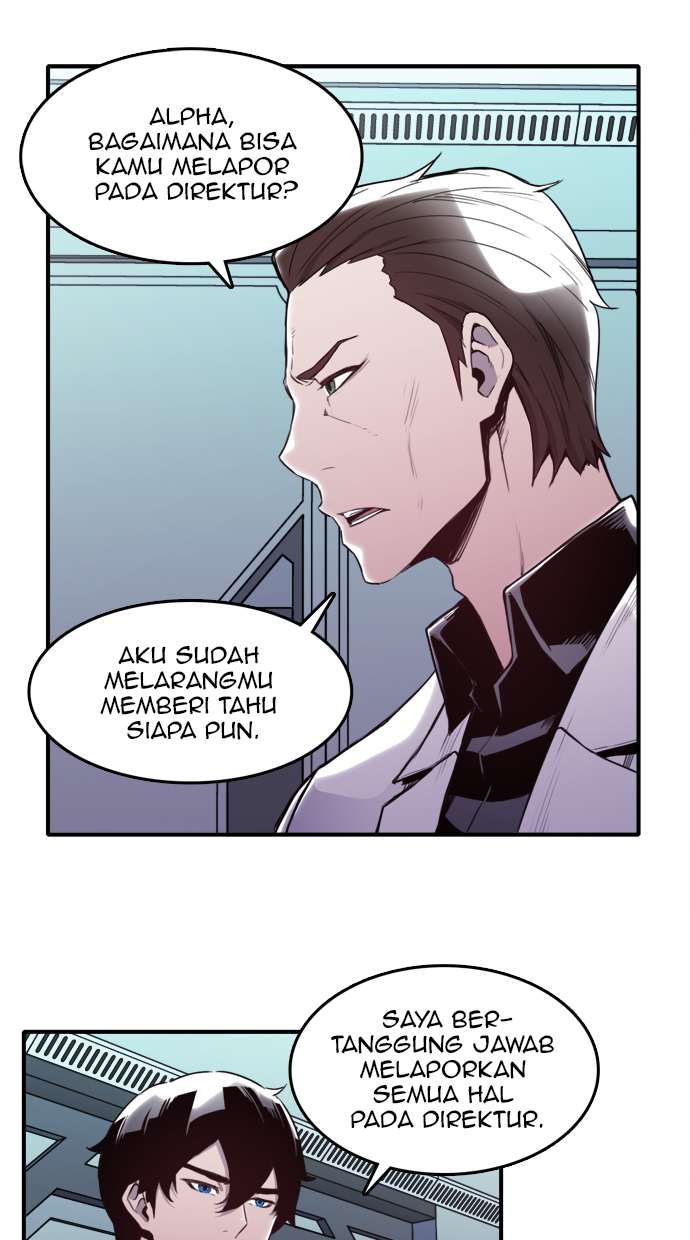 ALPHA,
BAGAIMANA BISA
KAMU MELAPOR
PADA DIREKTUR?
AKU SUDAH
MELARANGMU
MEMBERI TAHU
SIAPA PUN.
SAYA BER-
TANGGUNG JAWAB
MELAPORKAN
SEMUA HAL
PADA DIREKTUR.